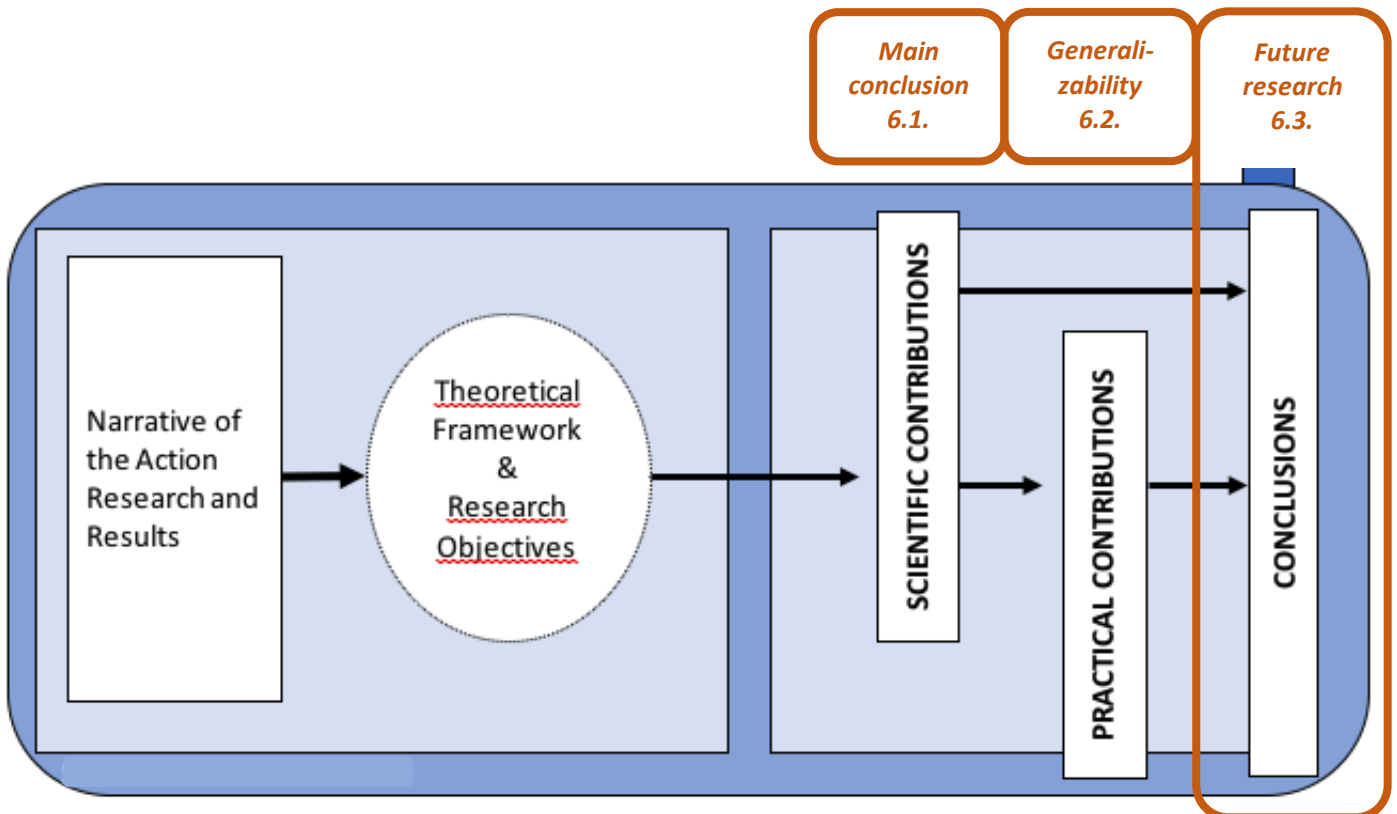 Main
conclusion
6.1.
Generali-
zability
6.2.
Future
research
6.3.
Narrative of
the Action
Research and
Results
Theoretical
Framework
&
Research
Objectives
SCIENTIFIC CONTRIBUTIONS
PRACTICAL CONTRIBUTIONS
CONCLUSIONS